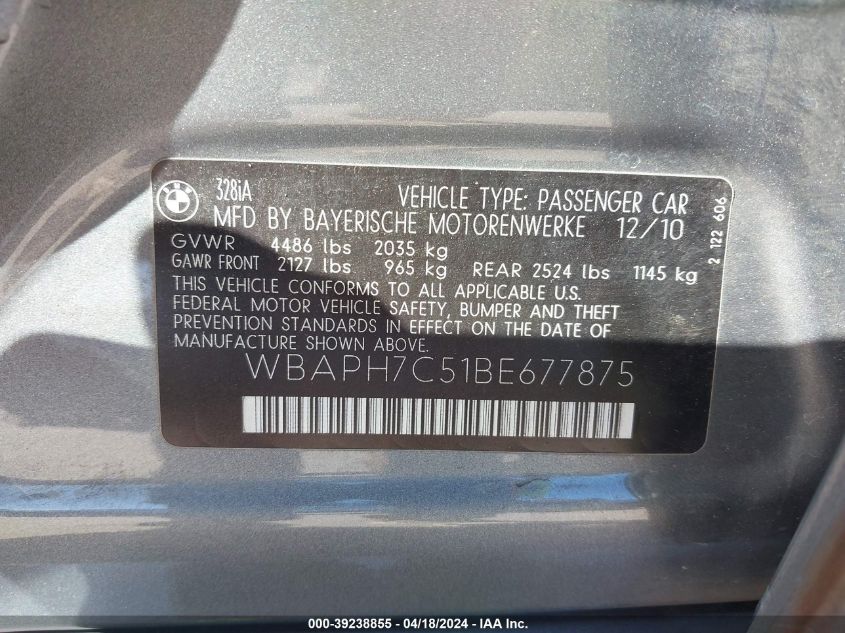 BMW
328iA VEHICLE TYPE: PASSENGER CAR
MFD BY BAYERISCHE MOTORENWERKE 12/10
GVWR 4486 lbs 2035 kg
GAWR FRONT 2127 lbs 965 kg REAR 2524 lbs 1145 kg
THIS VEHICLE CONFORMS TO ALL APPLICABLE U.S.
FEDERAL MOTOR VEHICLE SAFETY, BUMPER AND THEFT
PREVENTION STANDARDS IN EFFECT ON THE DATE OF
MANUFACTURE SHOWN ABOVE.
WBAPH7C51BE677875
2 122 606
000-39238855 - 04/18/2024 - IAA Inc.